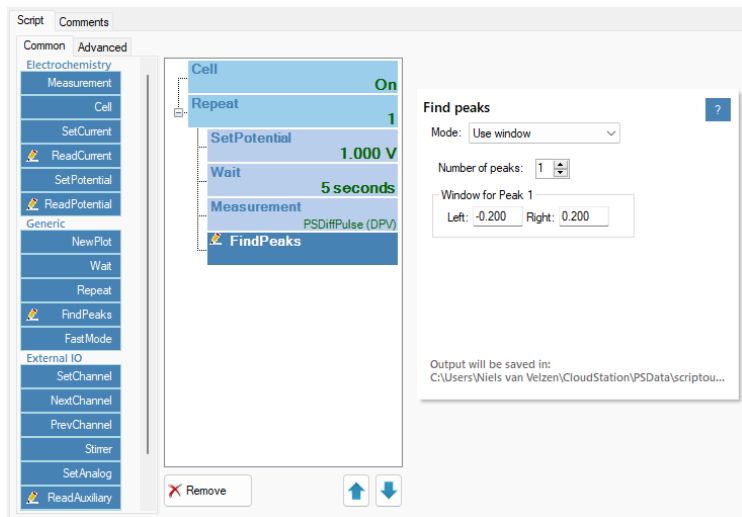 Script Comments
Common Advanced
Electrochemistry
Measurement
Cell
SetCurrent
ReadCurrent
SetPotential
ReadPotential
Generic
NewPlot
Wait
Repeat
FindPeaks
FastMode
External IO
SetChannel
NextChannel
PrevChannel
Stirrer
SetAnalog
ReadAuxiliary
Cell
On
Repeat
1
SetPotential
1.000 V
Wait
5 seconds
Measurement
PSDiffPulse (DPV)
FindPeaks
Remove
Find peaks
?
Mode: Use window
Number of peaks: 1
Window for Peak 1
Left: -0.200 Right: 0.200
Output will be saved in:
C:\Users\Niels van Velzen\CloudStation\PSData\scriptou...